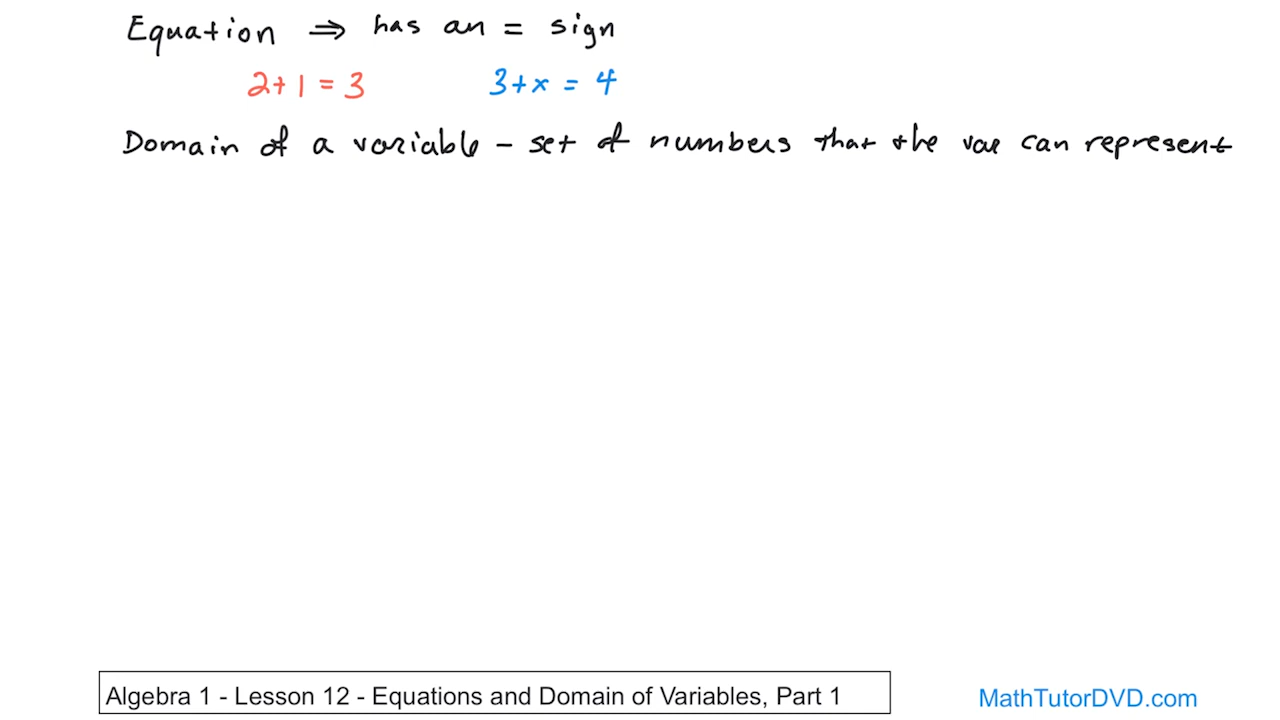 Equation ⇒ has an = sign
2+1=3 3+x=4
Domain of a variable - set of numbers that the var can represent
Algebra 1 - Lesson 12 - Equations and Domain of Variables, Part 1
MathTutorDVD.com